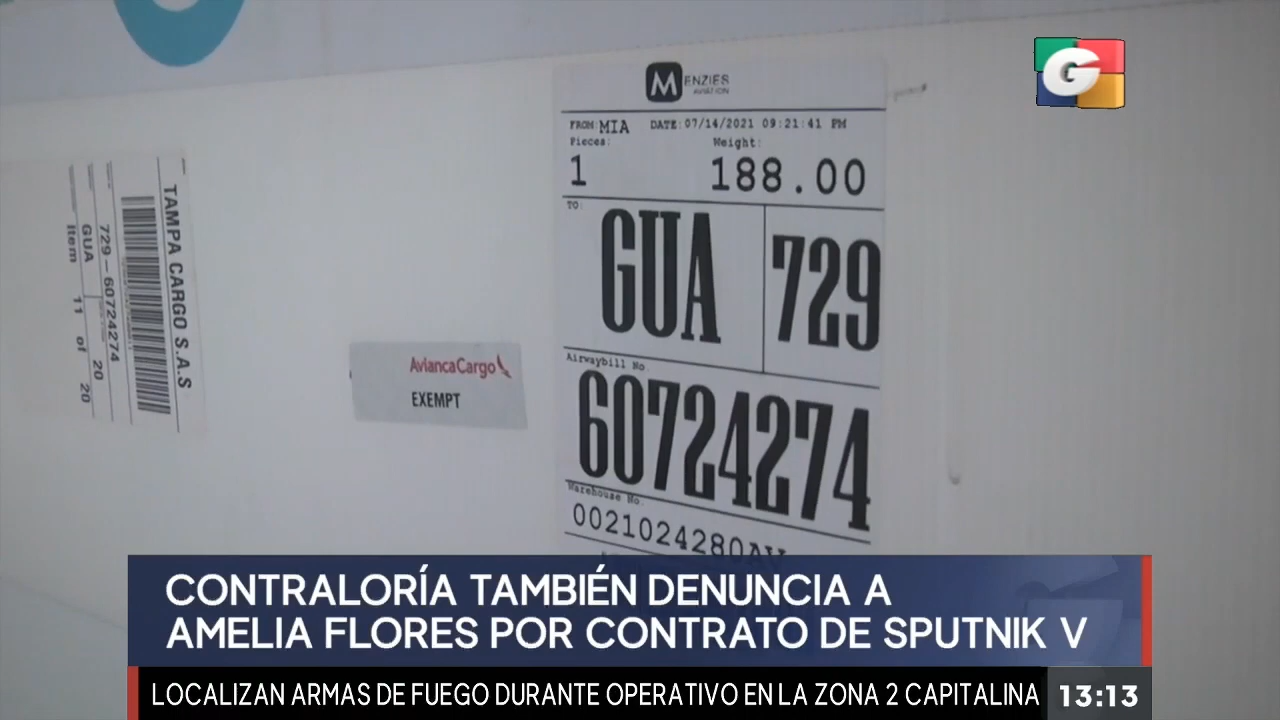 G
MENZIES
AVIATION
FROM: MIA DATE: 07/14/2021 09:21:41 PM
Pieces: Weight:
1 188.00
TO:
GUA 729
Airwaybill No.
60724274
Warehouse No.
0021024280AV
TAMPA CARGO S.A.S
729-60724274
GUA 20
Item 11 of 20
AviancaCargo
EXEMPT
CONTRALORÍA TAMBIÉN DENUNCIA A
AMELIA FLORES POR CONTRATO DE SPUTNIK V
LOCALIZAN ARMAS DE FUEGO DURANTE OPERATIVO EN LA ZONA 2 CAPITALINA 13:13